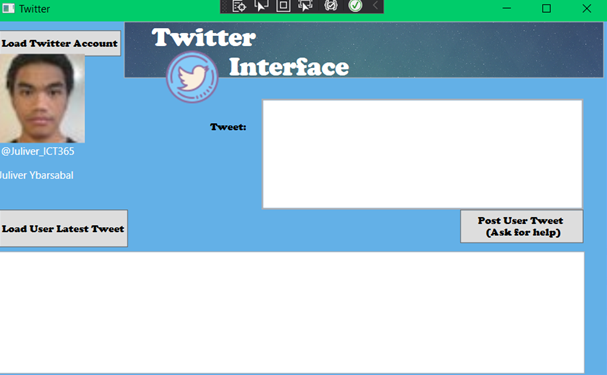 Twitter
Load Twitter Account
Twitter
Interface
@Juliver_ICT365
Juliver Ybarsabal
Tweet:
Load User Latest Tweet
Post User Tweet
(Ask for help)